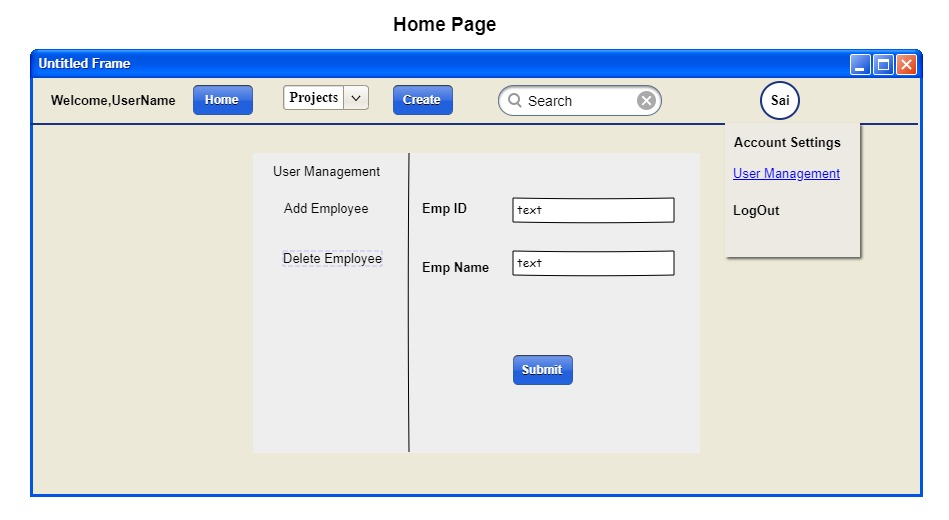 Home Page
Untitled Frame
Welcome,UserName
Home
Projects
Create
Search
Sai
Account Settings
User Management
LogOut
User Management
Add Employee
Delete Employee
Emp ID
text
Emp Name
text
Submit